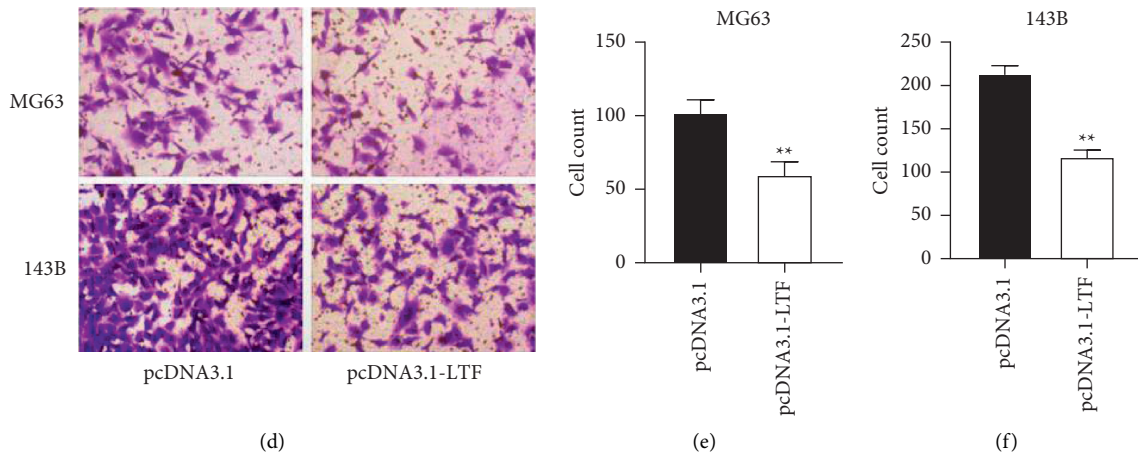 MG63
143B
pcDNA3.1
pcDNA3.1-LTF
(d)
MG63
Cell count
150
100
50
0
**
pcDNA3.1
pcDNA3.1-LTF
(e)
143B
Cell count
250
200
150
100
50
0
**
pcDNA3.1
pcDNA3.1-LTF
(f)